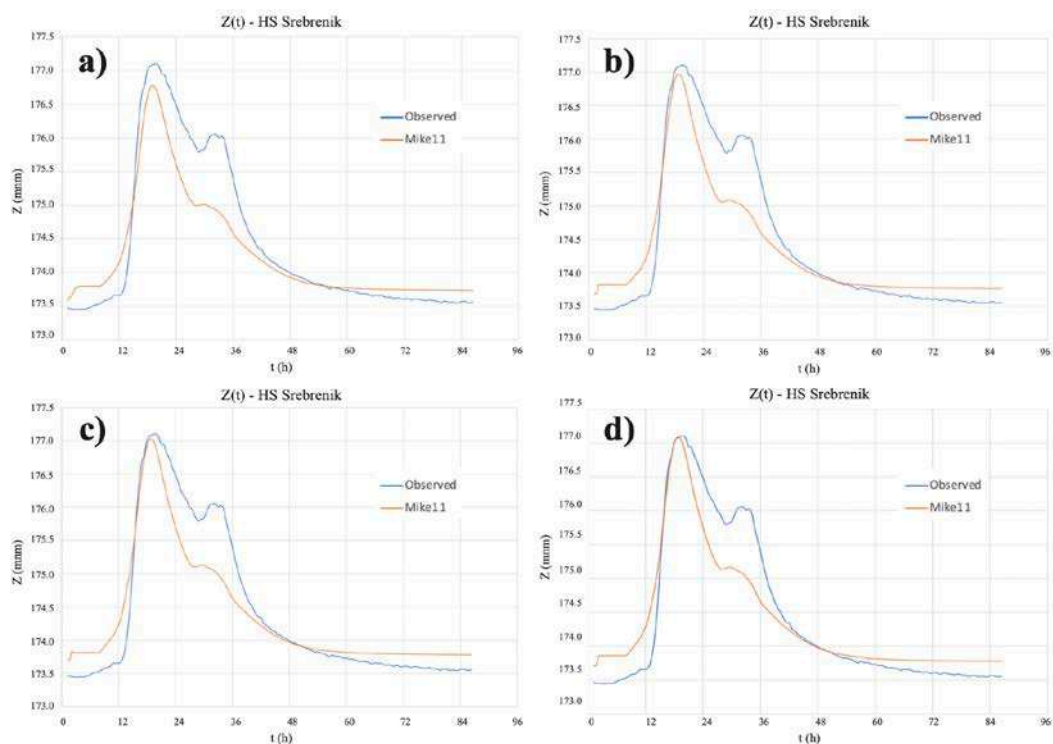 Z(t) - HS Srebrenik
a)
177.5
177.0
176.5
176.0
175.5
175.0
174.5
174.0
173.5
173.0
Z (mnm)
Observed
Mike11
0 12 24 36 48 60 72 84 96
t (h)
Z(t) - HS Srebrenik
b)
177.5
177.0
176.5
176.0
175.5
175.0
174.5
174.0
173.5
173.0
Z (mnm)
Observed
Mike11
0 12 24 36 48 60 72 84 96
t (h)
Z(t) - HS Srebrenik
c)
177.5
177.0
176.5
176.0
175.5
175.0
174.5
174.0
173.5
173.0
Z (mnm)
Observed
Mike11
0 12 24 36 48 60 72 84 96
t (h)
Z(t) - HS Srebrenik
d)
177.5
177.0
176.5
176.0
175.5
175.0
174.5
174.0
173.5
173.0
Z (mnm)
Observed
Mike11
0 12 24 36 48 60 72 84 96
t (h)